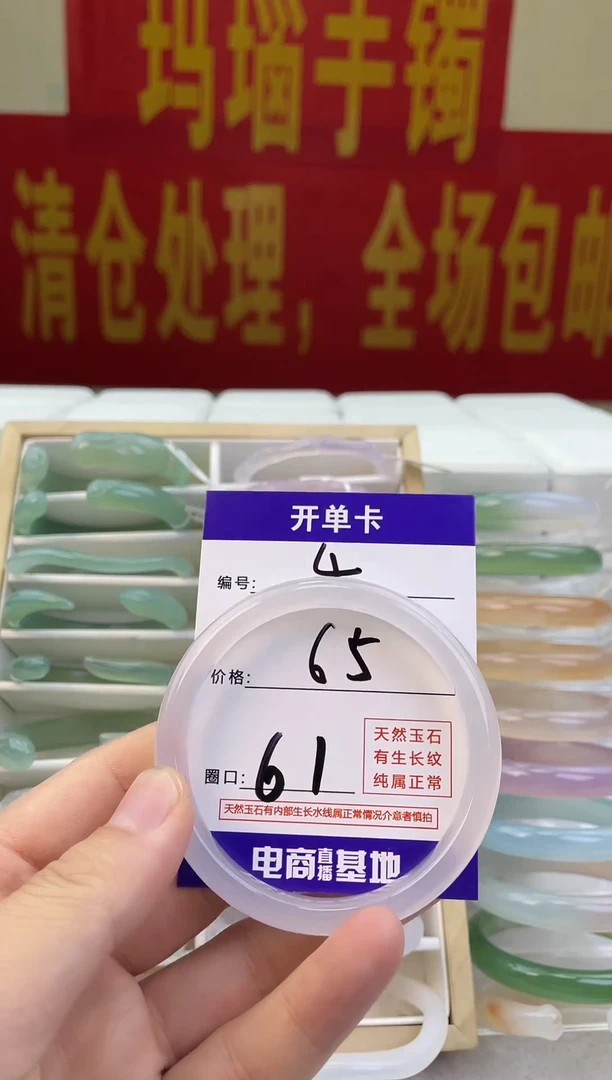 玛瑙手镯
清仓处理，全场包邮
开单卡
编号: 4
价格: 65
圈口: 61
天然玉石
有生长纹
纯属正常
天然玉石有内部生长水线属正常情况介意者慎拍
电商直播基地